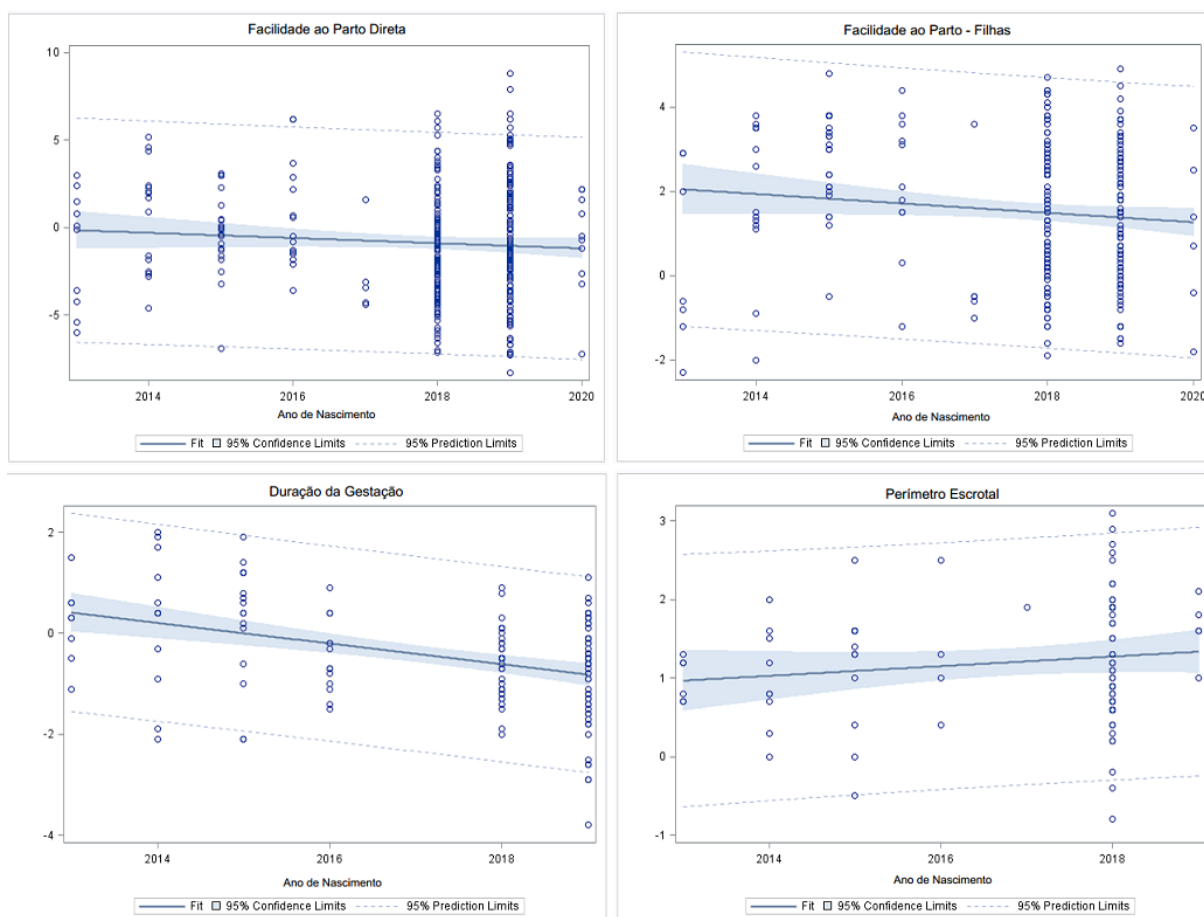 Facilidade ao Parto Direta
10
5
0
-5
2014 2016 2018 2020
Ano de Nascimento
Fit 95% Confidence Limits 95% Prediction Limits
Facilidade ao Parto - Filhas
4
2
0
-2
2014 2016 2018 2020
Ano de Nascimento
Fit 95% Confidence Limits 95% Prediction Limits
Duração da Gestação
2
0
-2
-4
2014 2016 2018
Ano de Nascimento
Fit 95% Confidence Limits 95% Prediction Limits
Perímetro Escrotal
3
2
1
0
-1
2014 2016 2018
Ano de Nascimento
Fit 95% Confidence Limits 95% Prediction Limits